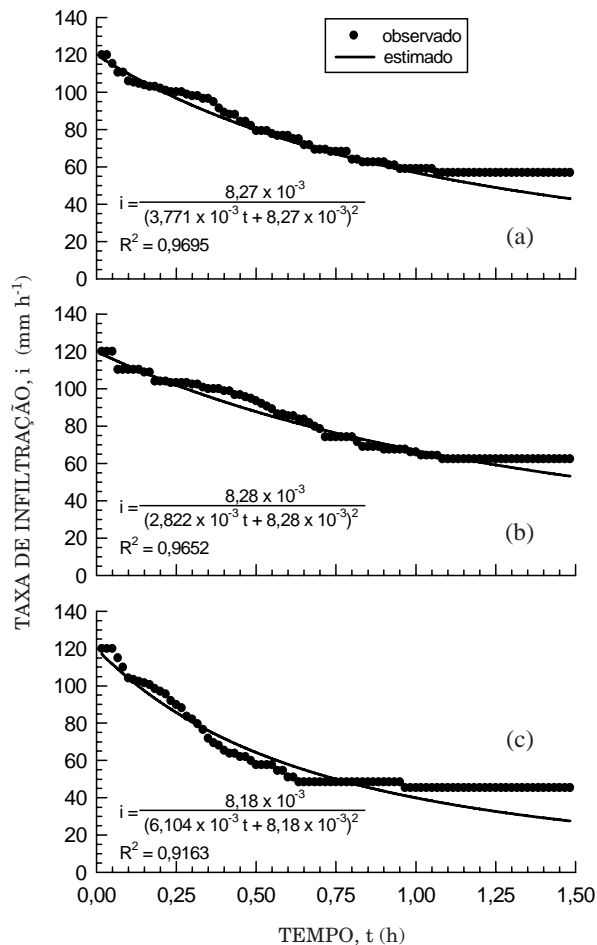 TAXA DE INFILTRAÇÃO, i (mm h⁻¹)
140
120
100
80
60
40
20
0
observado
estimado
i = 8,27 x 10⁻³ / (3,771 x 10⁻³ t + 8,27 x 10⁻³)²
R² = 0,9695
(a)
140
120
100
80
60
40
20
0
i = 8,28 x 10⁻³ / (2,822 x 10⁻³ t + 8,28 x 10⁻³)²
R² = 0,9652
(b)
140
120
100
80
60
40
20
0
i = 8,18 x 10⁻³ / (6,104 x 10⁻³ t + 8,18 x 10⁻³)²
R² = 0,9163
(c)
0,00 0,25 0,50 0,75 1,00 1,25 1,50
TEMPO, t (h)